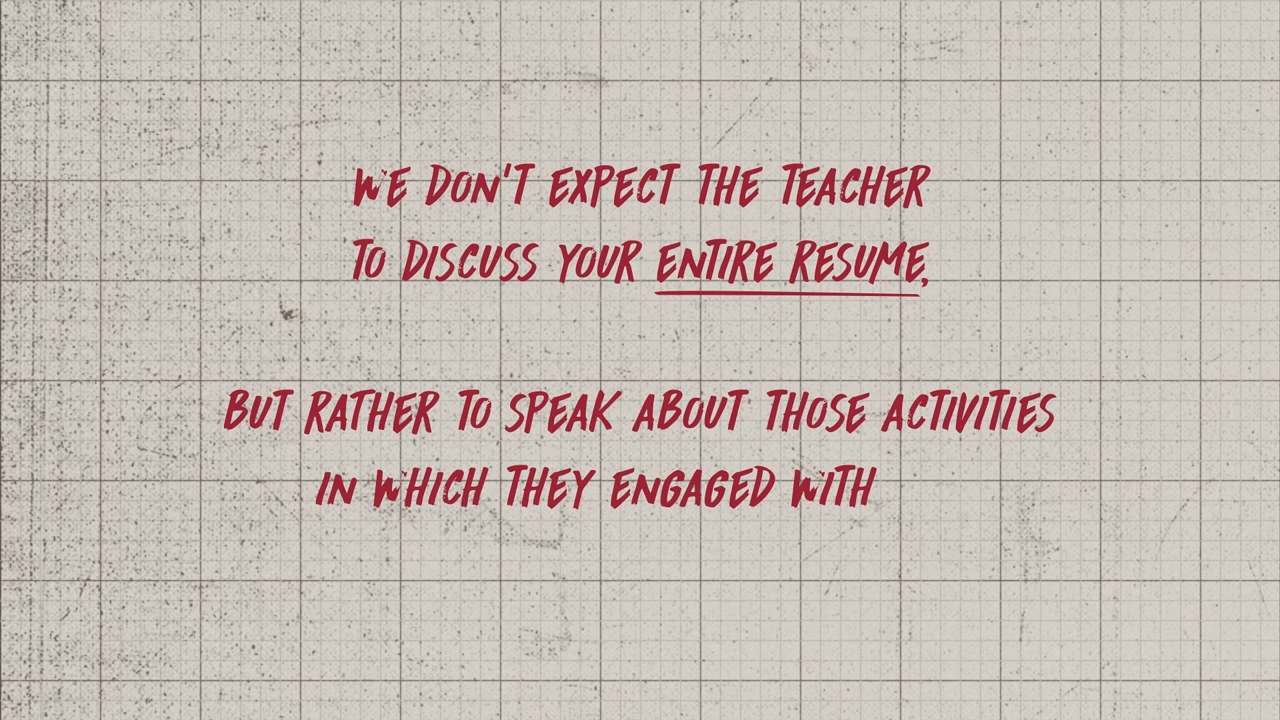 WE DON'T EXPECT THE TEACHER
TO DISCUSS YOUR ENTIRE RESUME,
BUT RATHER TO SPEAK ABOUT THOSE ACTIVITIES
IN WHICH THEY ENGAGED WITH